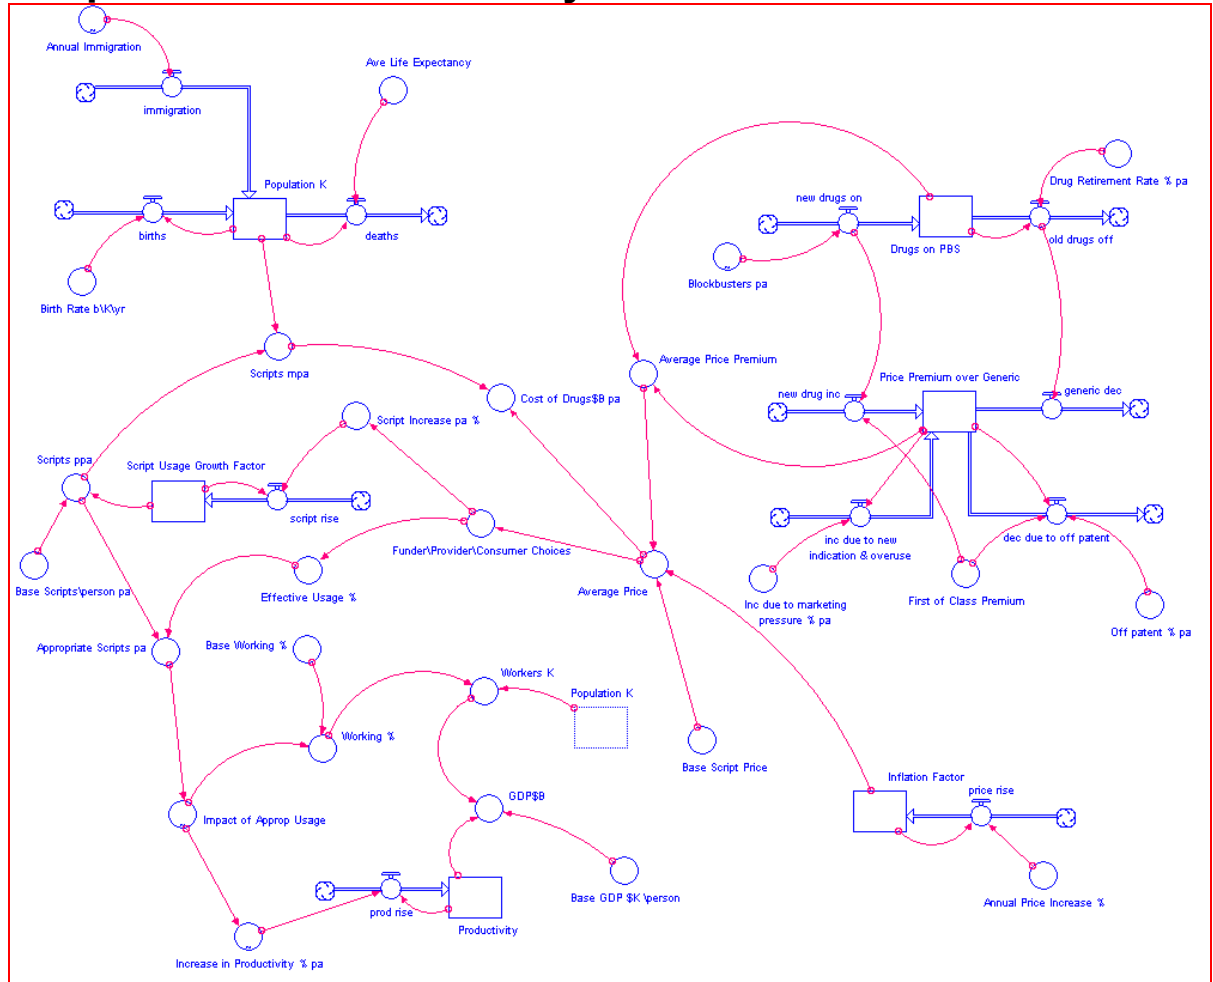 Annual Immigration
Ave Life Expectancy
immigration
Population K
births
deaths
Birth Rate b\K\yr
Drug Retirement Rate % pa
new drugs on
old drugs off
Drugs on PBS
Blockbusters pa
Scripts mpa
Average Price Premium
Price Premium over Generic
new drug inc
generic dec
Cost of Drugs$B pa
Script Increase pa %
Scripts ppa
Script Usage Growth Factor
script rise
Funder\Provider\Consumer Choices
inc due to new
indication & overuse
dec due to off patent
Base Scripts\person pa
Effective Usage %
Average Price
Inc due to marketing
pressure % pa
First of Class Premium
Off patent % pa
Appropriate Scripts pa
Base Working %
Workers K
Population K
Working %
Base Script Price
Inflation Factor
price rise
GDP$B
Impact of Approp Usage
Base GDP $K\person
Annual Price Increase %
prod rise
Productivity
Increase in Productivity % pa